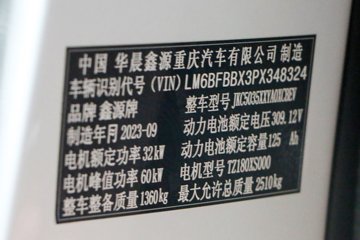 中国 华晨鑫源重庆汽车有限公司 制造
车辆识别代号(VIN) LM6BFBBX3PX348324
品牌 鑫源牌 整车型号 JKC5035XXYA0XCBEV
制造年月 2023-09 动力电池额定电压 309.12V
电机额定功率 32kW 动力电池额定容量 125 Ah
电机峰值功率 60kW 电机型号 TZ180XS000
整车整备质量 1360kg 最大允许总质量 2510kg